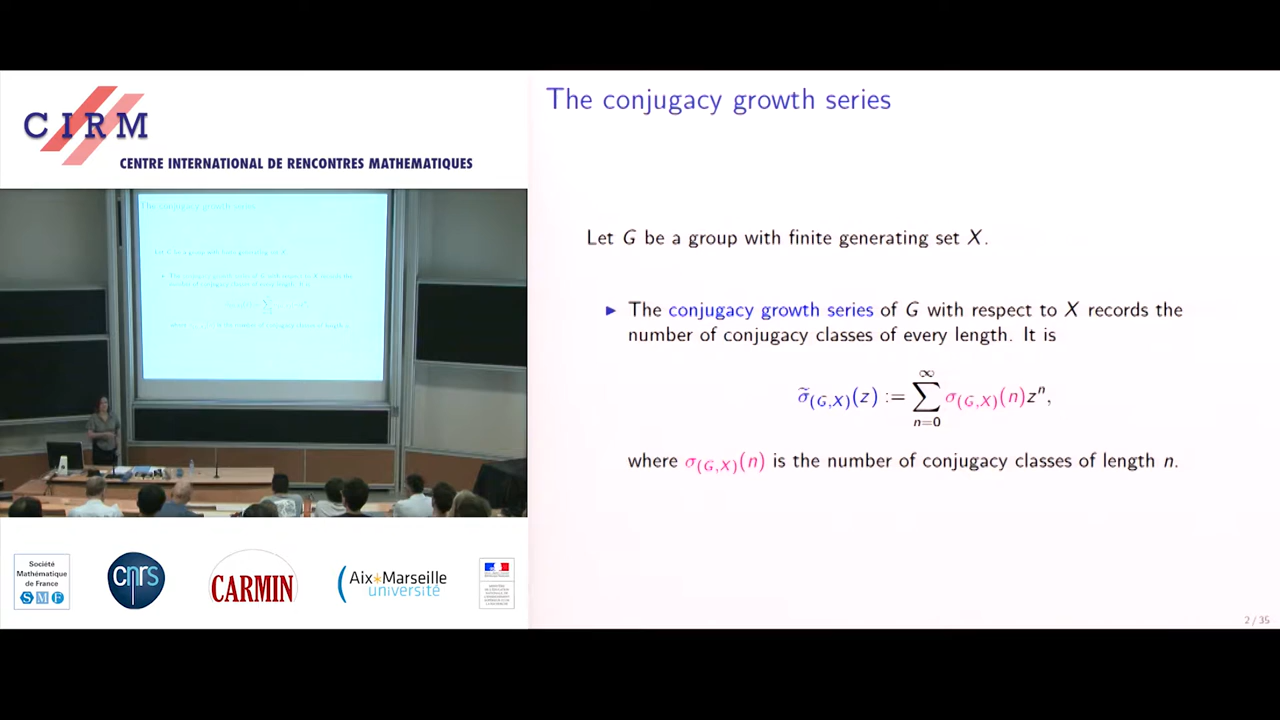 CIRM
CENTRE INTERNATIONAL DE RENCONTRES MATHEMATIQUES
The conjugacy growth series
Let G be a group with finite generating set X.
▶ The conjugacy growth series of G with respect to X records the
number of conjugacy classes of every length. It is
σ̃(G,X)(z) := ∑_{n=0}^{∞} σ(G,X)(n)zⁿ,
where σ(G,X)(n) is the number of conjugacy classes of length n.
Société
Mathématique
de France
SMF
cnrs
CARMIN
Aix*Marseille
université
2 / 35